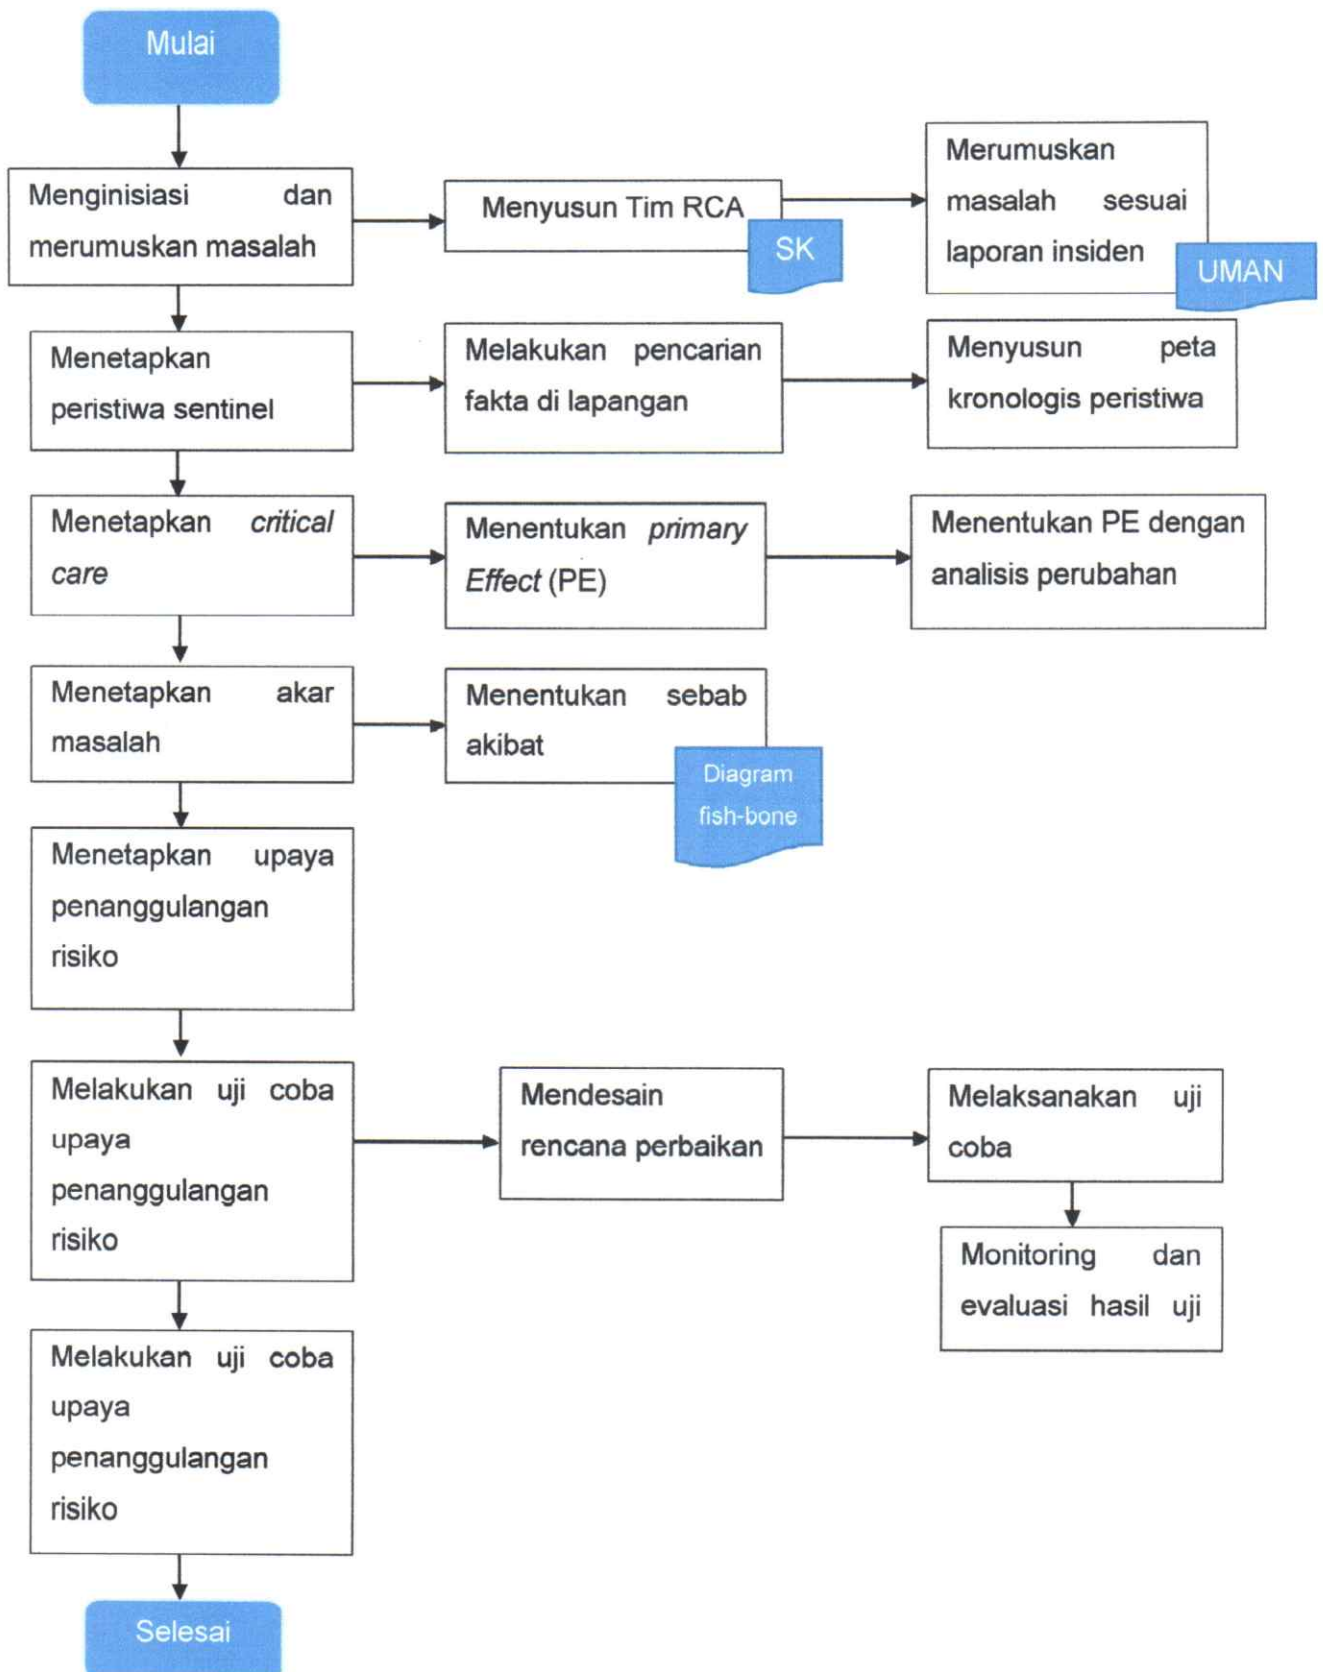 Mulai
Menginisiasi dan
merumuskan masalah
Menyusun Tim RCA
SK
Merumuskan
masalah sesuai
laporan insiden
UMAN
Menetapkan
peristiwa sentinel
Melakukan pencarian
fakta di lapangan
Menyusun peta
kronologis peristiwa
Menetapkan critical
care
Menentukan primary
Effect (PE)
Menentukan PE dengan
analisis perubahan
Menetapkan akar
masalah
Menentukan sebab
akibat
Diagram
fish-bone
Menetapkan upaya
penanggulangan
risiko
Melakukan uji coba
upaya
penanggulangan
risiko
Mendesain
rencana perbaikan
Melaksanakan uji
coba
Monitoring dan
evaluasi hasil uji
Melakukan uji coba
upaya
penanggulangan
risiko
Selesai